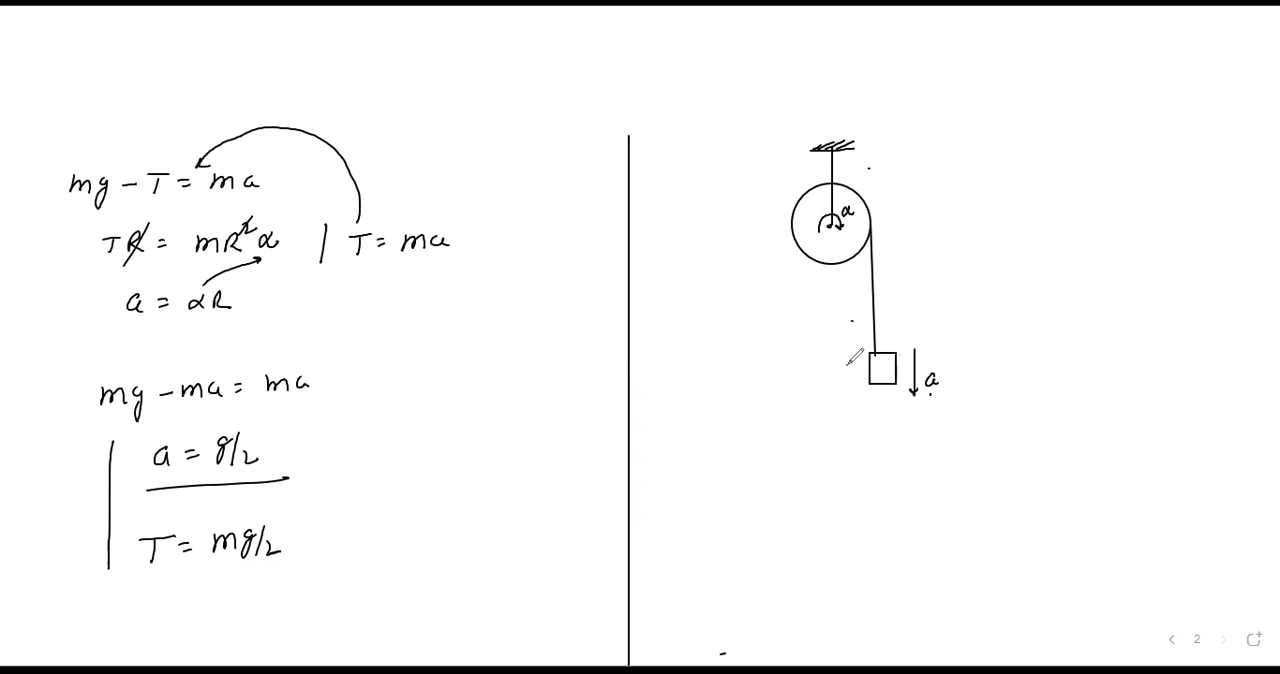 mg - T = ma
TR = mR²α | T = ma
a = αR
mg - ma = ma
a = g/2
T = mg/2
α
a
2